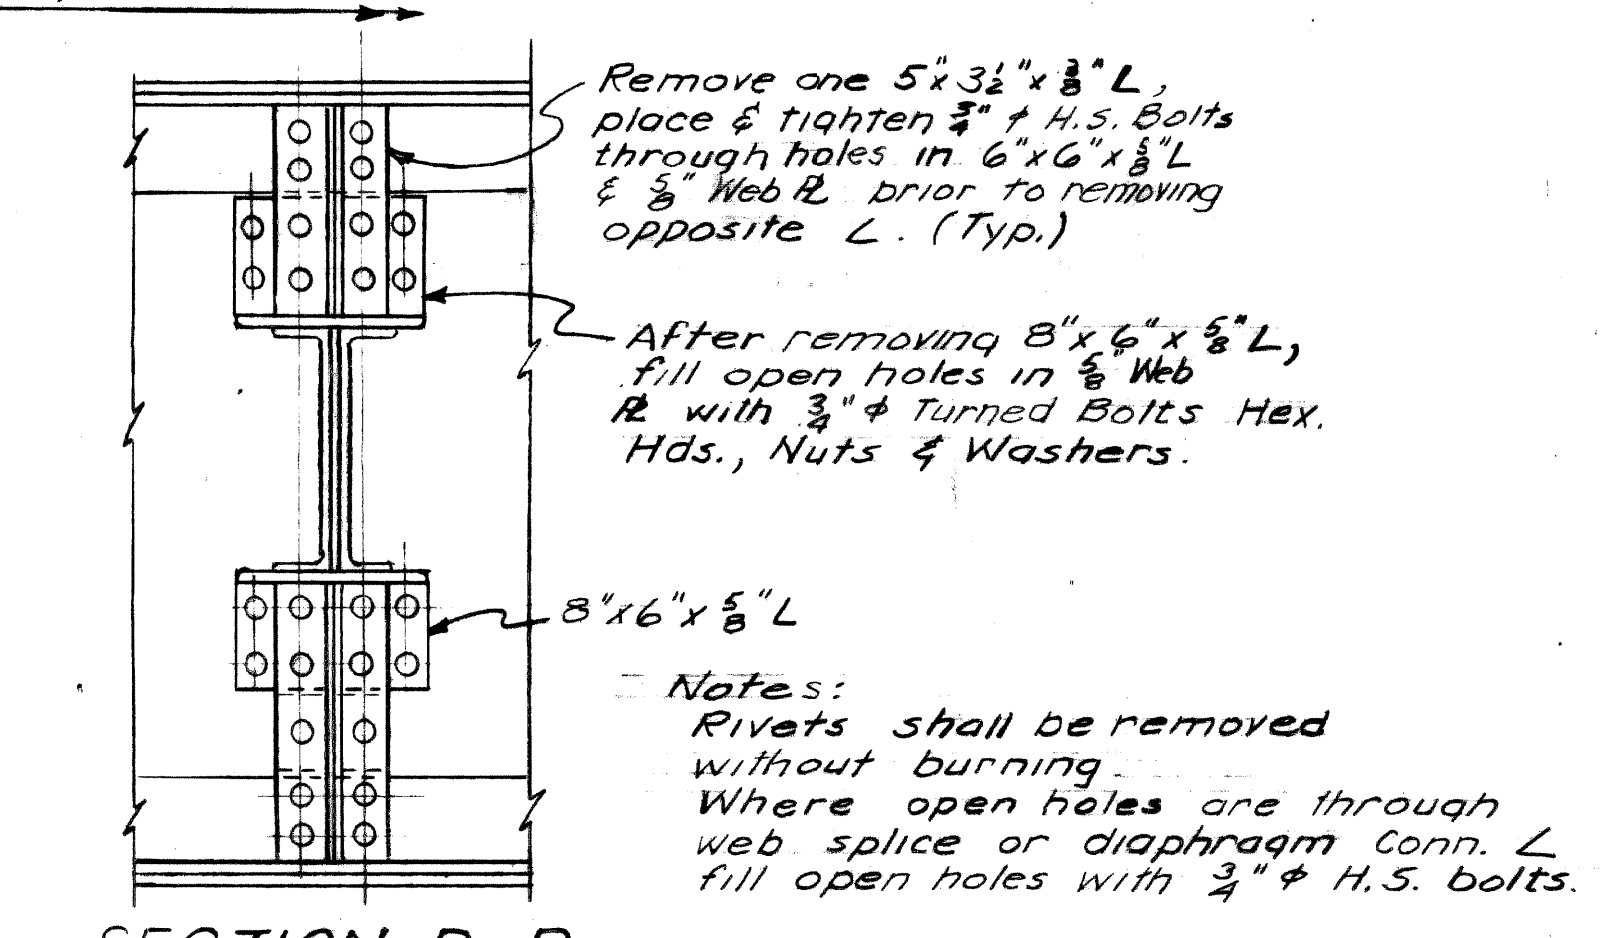 Remove one 5"x 3½"x ⅜" L,
place & tighten ¾" ϕ H.S. Bolts
through holes in 6"x6"x⅝"L
& ⅝" Web PL prior to removing
opposite L. (Typ.)
After removing 8"x 6"x ⅝"L,
fill open holes in ⅝" Web
PL with ¾"ϕ Turned Bolts Hex.
Hds., Nuts & Washers.
8"x6"x ⅝"L
Notes:
Rivets shall be removed
without burning
Where open holes are through
web splice or diaphragm Conn. L
fill open holes with ¾"ϕ H.S. bolts.
SECTION